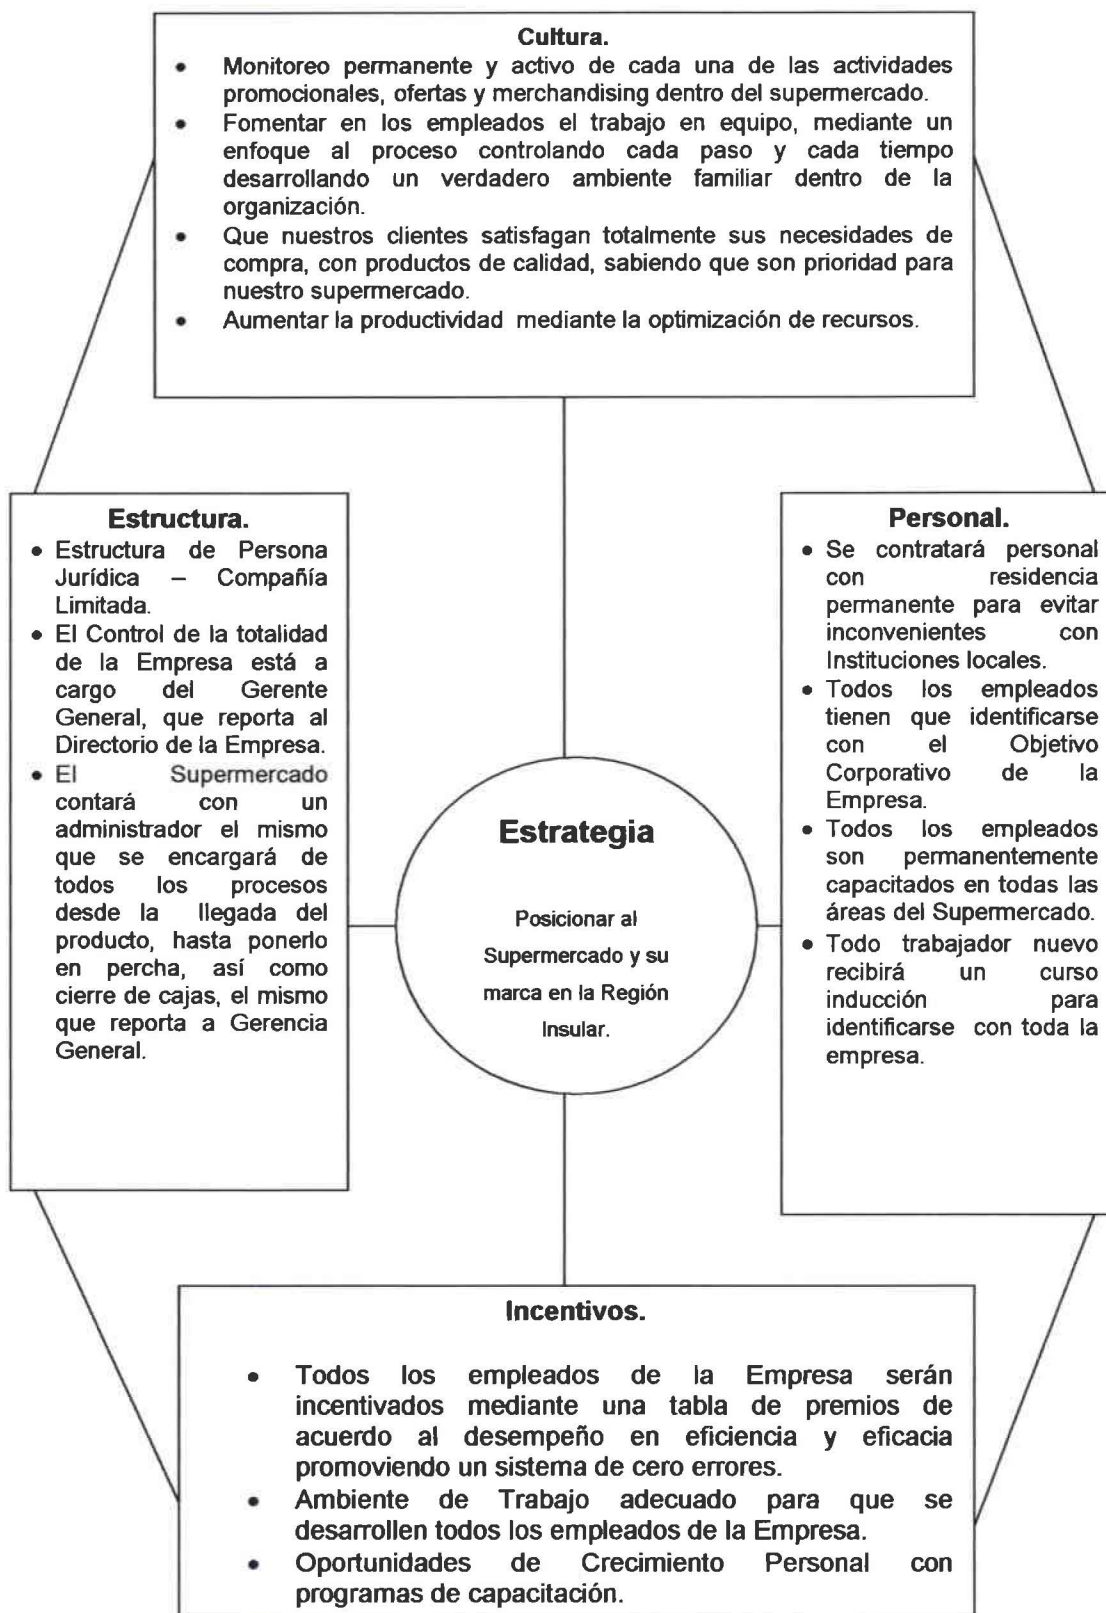 Cultura.
• Monitoreo permanente y activo de cada una de las actividades
promocionales, ofertas y merchandising dentro del supermercado.
• Fomentar en los empleados el trabajo en equipo, mediante un
enfoque al proceso controlando cada paso y cada tiempo
desarrollando un verdadero ambiente familiar dentro de la
organización.
• Que nuestros clientes satisfagan totalmente sus necesidades de
compra, con productos de calidad, sabiendo que son prioridad para
nuestro supermercado.
• Aumentar la productividad mediante la optimización de recursos.
Estructura.
• Estructura de Persona
Jurídica – Compañía
Limitada.
• El Control de la totalidad
de la Empresa está a
cargo del Gerente
General, que reporta al
Directorio de la Empresa.
• El Supermercado
contará con un
administrador el mismo
que se encargará de
todos los procesos
desde la llegada del
producto, hasta ponerlo
en percha, así como
cierre de cajas, el mismo
que reporta a Gerencia
General.
Estrategia
Posicionar al
Supermercado y su
marca en la Región
Insular.
Personal.
• Se contratará personal
con residencia
permanente para evitar
inconvenientes con
Instituciones locales.
• Todos los empleados
tienen que identificarse
con el Objetivo
Corporativo de la
Empresa.
• Todos los empleados
son permanentemente
capacitados en todas las
áreas del Supermercado.
• Todo trabajador nuevo
recibirá un curso
inducción para
identificarse con toda la
empresa.
Incentivos.
• Todos los empleados de la Empresa serán
incentivados mediante una tabla de premios de
acuerdo al desempeño en eficiencia y eficacia
promoviendo un sistema de cero errores.
• Ambiente de Trabajo adecuado para que se
desarrollen todos los empleados de la Empresa.
• Oportunidades de Crecimiento Personal con
programas de capacitación.